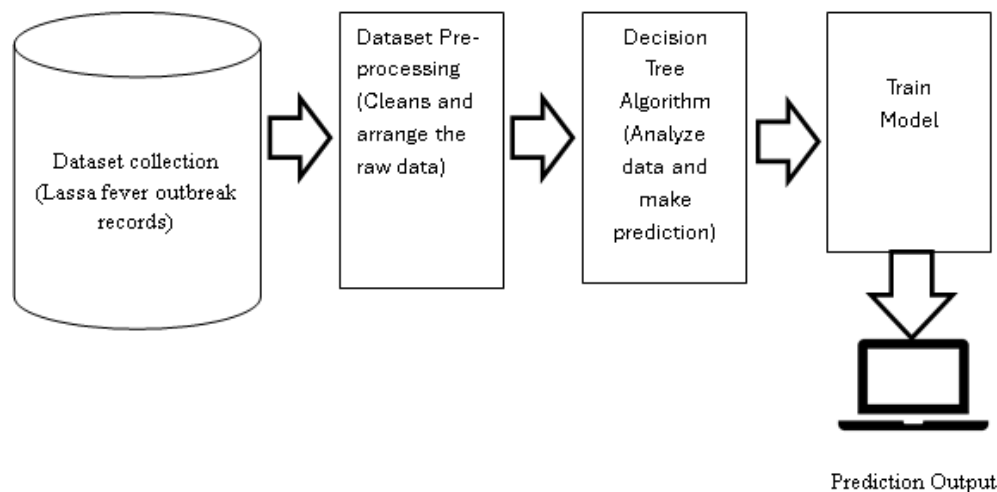 Dataset collection
(Lassa fever outbreak
records)
Dataset Pre-
processing
(Cleans and
arrange the
raw data)
Decision
Tree
Algorithm
(Analyze
data and
make
prediction)
Train
Model
Prediction Output